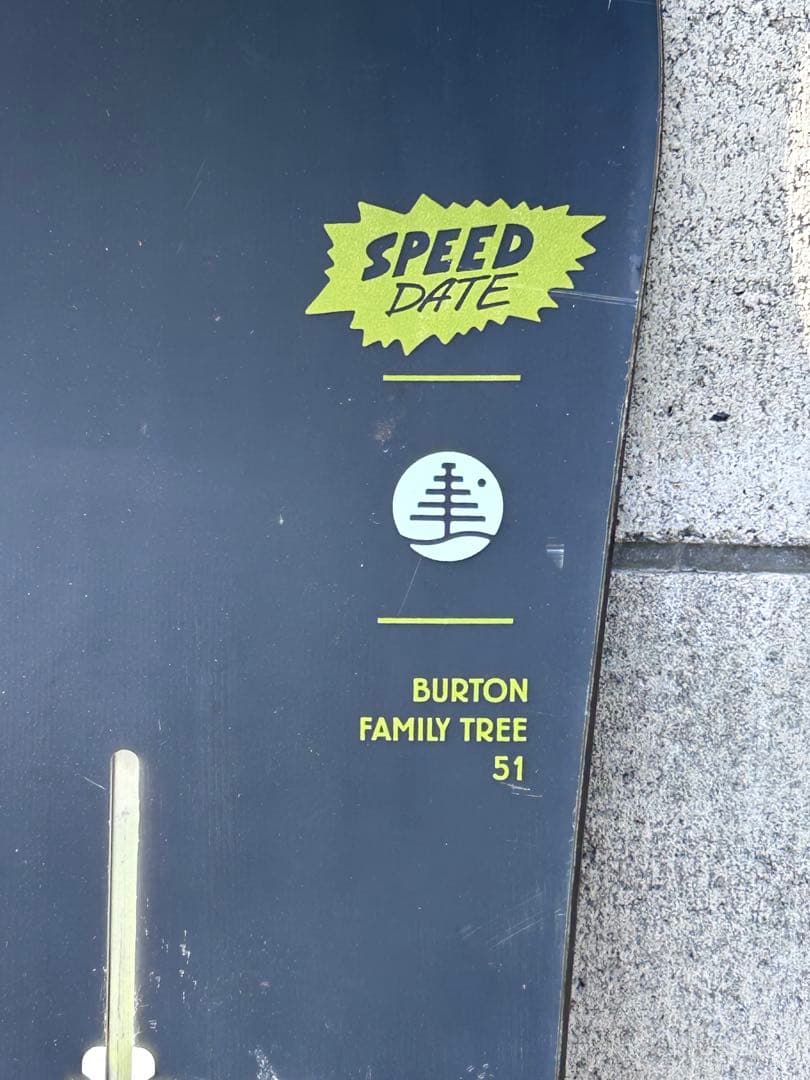 SPEED
DATE
BURTON
FAMILY TREE
51